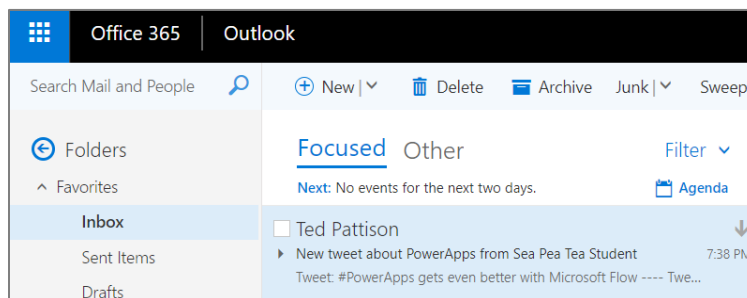 Office 365 Outlook
Search Mail and People New Delete Archive Junk Sweep
Folders Focused Other Filter
Favorites Next: No events for the next two days. Agenda
Inbox Ted Pattison
Sent Items New tweet about PowerApps from Sea Pea Tea Student 7:38 PM
Tweet: #PowerApps gets even better with Microsoft Flow ---- Twe...
Drafts